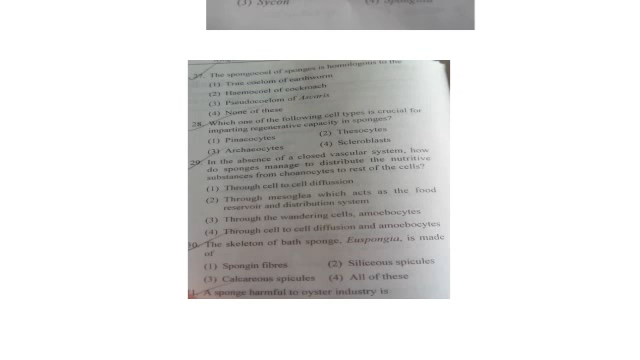 (3) Sycon
(4) Spongilla
27. The spongocoel of sponges is homologous to the
(1) True coelom of earthworm
(2) Haemocoel of cockroach
(3) Pseudocoelom of Ascaris
(4) None of these
28. Which one of the following cell types is crucial for
imparting regenerative capacity in sponges?
(1) Pinacocytes (2) Thesocytes
(3) Archaeocytes (4) Scleroblasts
29. In the absence of a closed vascular system, how
do sponges manage to distribute the nutritive
substances from choanocytes to rest of the cells?
(1) Through cell to cell diffussion
(2) Through mesoglea which acts as the food
reservoir and distribution system
(3) Through the wandering cells, amoebocytes
(4) Through cell to cell diffusion and amoebocytes
30. The skeleton of bath sponge, Euspongia, is made
of
(1) Spongin fibres (2) Siliceous spicules
(3) Calcareous spicules (4) All of these
31. A sponge harmful to oyster industry is